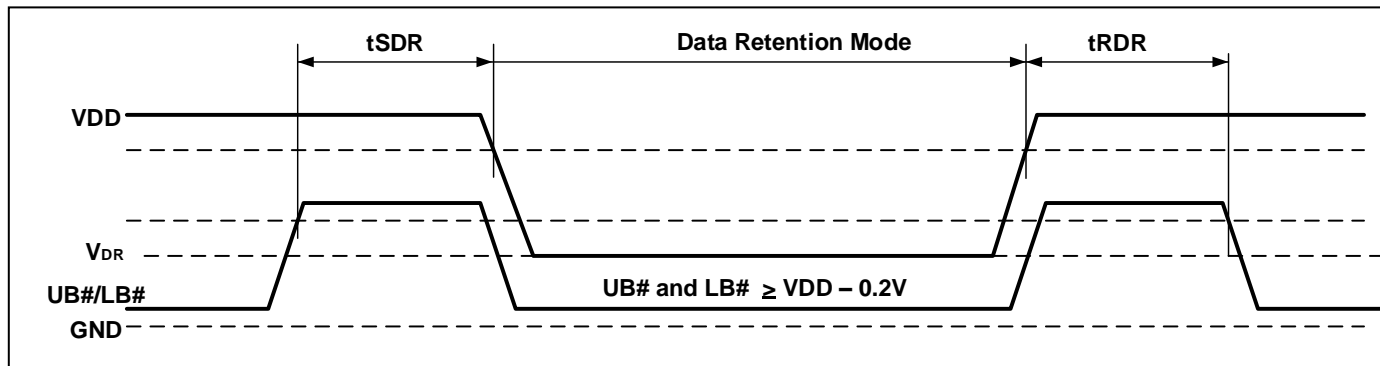 tSDR
Data Retention Mode
tRDR
VDD
VDR
UB#/LB#
UB# and LB# ≥ VDD – 0.2V
GND